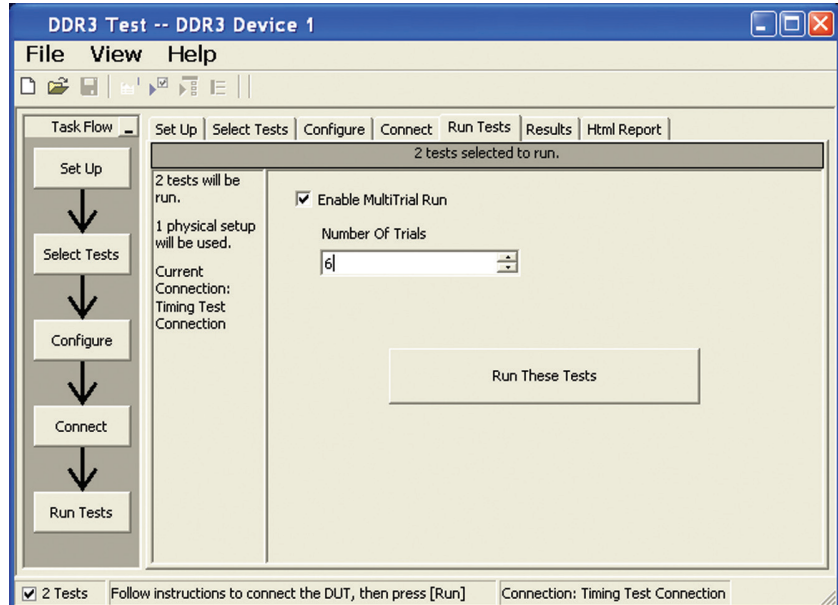 DDR3 Test -- DDR3 Device 1
File View Help
Task Flow
Set Up
Select Tests
Configure
Connect
Run Tests
Set Up Select Tests Configure Connect Run Tests Results Html Report
2 tests selected to run.
2 tests will be
run.
1 physical setup
will be used.
Current
Connection:
Timing Test
Connection
Enable MultiTrial Run
Number Of Trials
6
Run These Tests
2 Tests
Follow instructions to connect the DUT, then press [Run]
Connection: Timing Test Connection